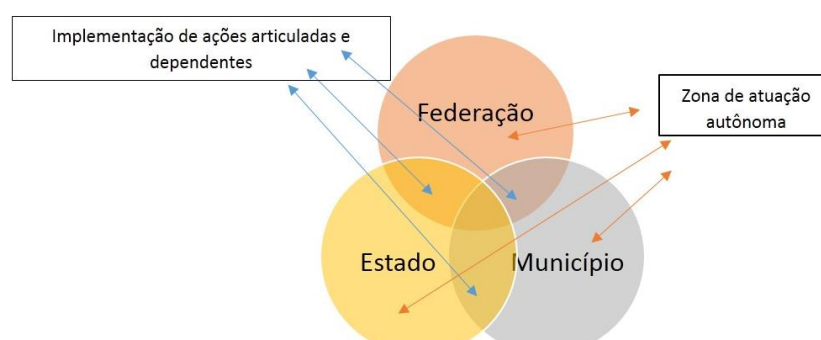 Implementação de ações articuladas e
dependentes
Federação
Zona de atuação
autônoma
Estado
Município